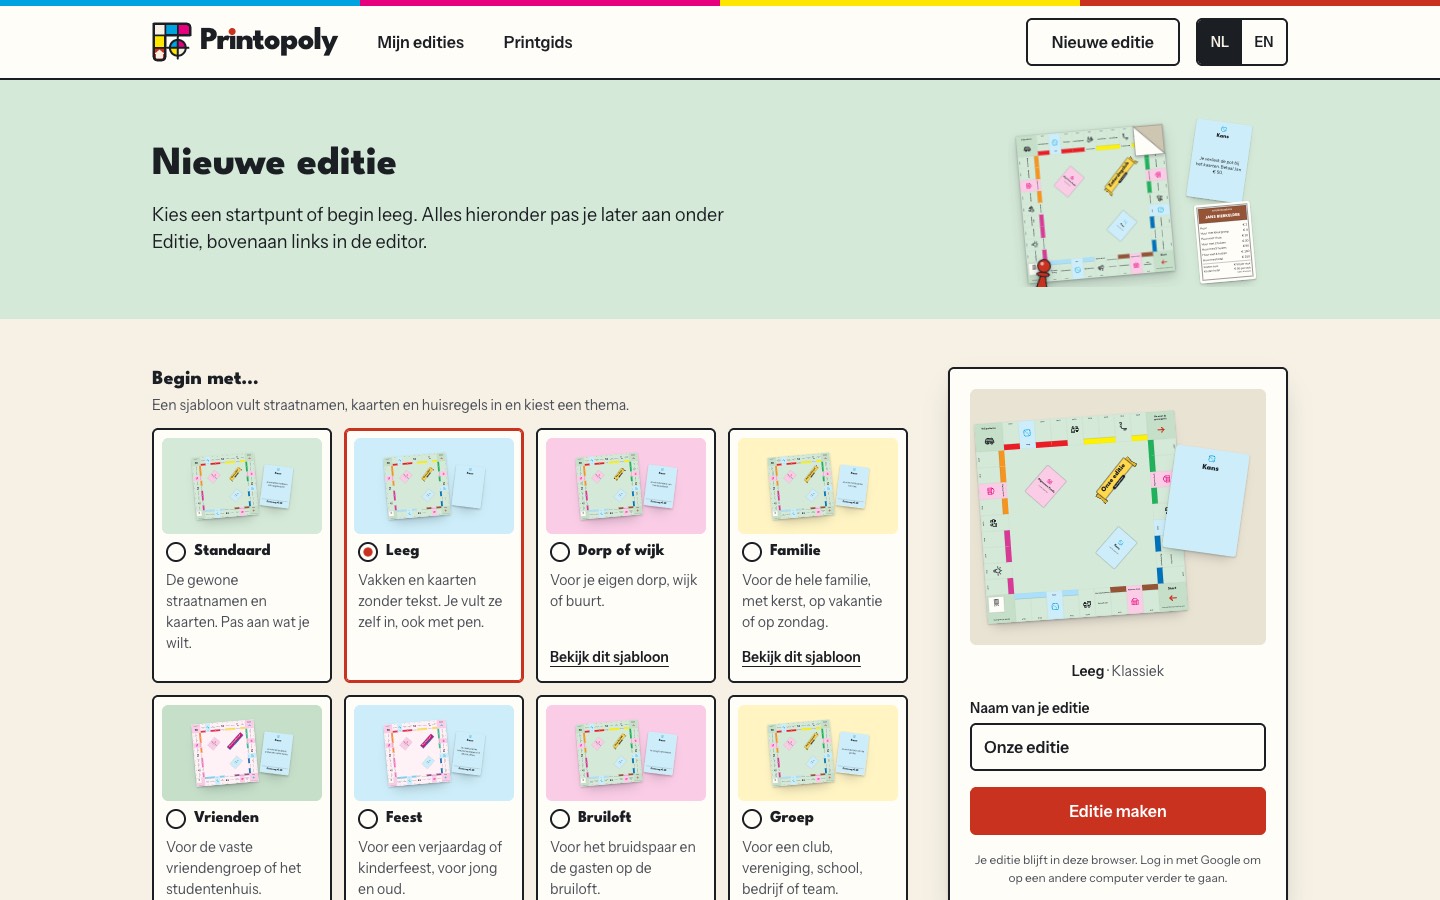 Printopoly
Mijn edities
Printgids
Nieuwe editie
NL
EN
Nieuwe editie
Kies een startpunt of begin leeg. Alles hieronder pas je later aan onder
Editie, bovenaan links in de editor.
Kans
Begin met...
Een sjabloon vult straatnamen, kaarten en huisregels in en kiest een thema.
Standaard
De gewone
straatnamen en
kaarten. Pas aan wat je
wilt.
Leeg
Vakken en kaarten
zonder tekst. Je vult ze
zelf in, ook met pen.
Dorp of wijk
Voor je eigen dorp, wijk
of buurt.
Bekijk dit sjabloon
Familie
Voor de hele familie,
met kerst, op vakantie
of op zondag.
Bekijk dit sjabloon
Vrienden
Voor de vaste
vriendengroep of het
studentenhuis.
Feest
Voor een verjaardag of
kinderfeest, voor jong
en oud.
Bruiloft
Voor het bruidspaar en
de gasten op de
bruiloft.
Groep
Voor een club,
vereniging, school,
bedrijf of team.
Onze editie
Kans
Leeg · Klassiek
Naam van je editie
Onze editie
Editie maken
Je editie blijft in deze browser. Log in met Google om
op een andere computer verder te gaan.